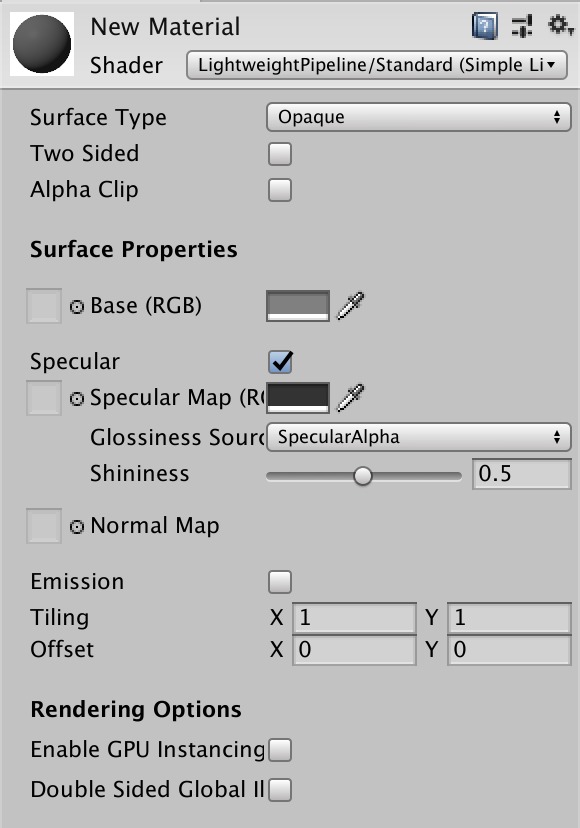 New Material
Shader LightweightPipeline/Standard (Simple Li
Surface Type Opaque
Two Sided
Alpha Clip
Surface Properties
Base (RGB)
Specular
Specular Map (R
Glossiness Sourc SpecularAlpha
Shininess 0.5
Normal Map
Emission
Tiling X 1 Y 1
Offset X 0 Y 0
Rendering Options
Enable GPU Instancing
Double Sided Global Il